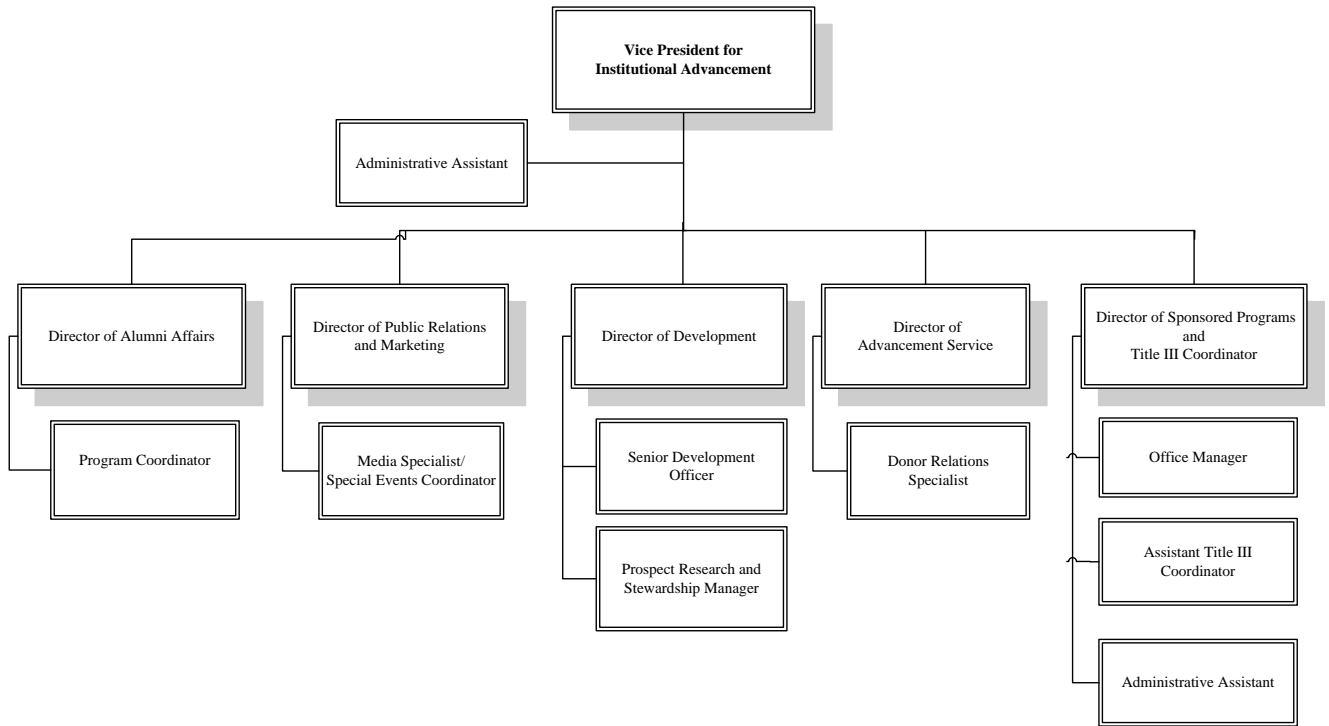 Vice President for
Institutional Advancement
Administrative Assistant
Director of Alumni Affairs
Director of Public Relations
and Marketing
Director of Development
Director of
Advancement Service
Director of Sponsored Programs
and
Title III Coordinator
Program Coordinator
Media Specialist/
Special Events Coordinator
Senior Development
Officer
Donor Relations
Specialist
Office Manager
Prospect Research and
Stewardship Manager
Assistant Title III
Coordinator
Administrative Assistant